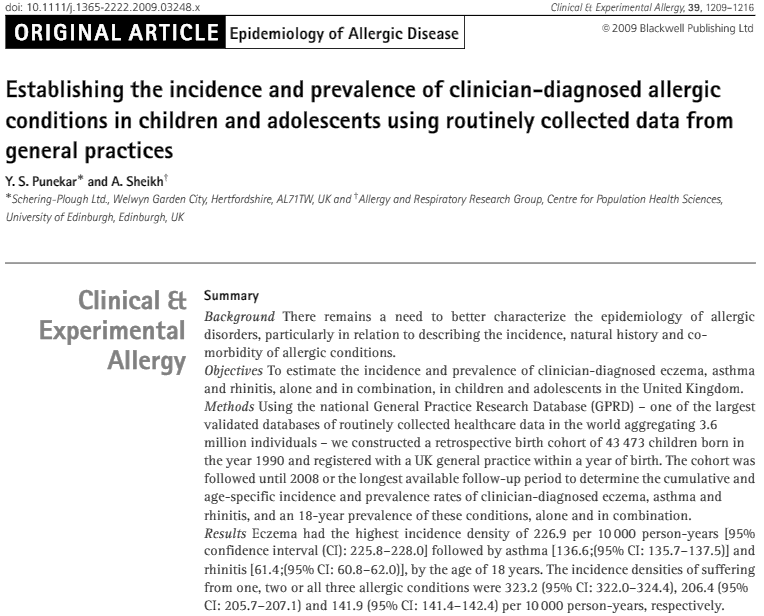 doi: 10.1111/j.1365-2222.2009.03248.x
Clinical & Experimental Allergy, 39, 1209–1216
ORIGINAL ARTICLE Epidemiology of Allergic Disease
© 2009 Blackwell Publishing Ltd
Establishing the incidence and prevalence of clinician-diagnosed allergic
conditions in children and adolescents using routinely collected data from
general practices
Y. S. Punekar* and A. Sheikh†
*Schering-Plough Ltd., Welwyn Garden City, Hertfordshire, AL71TW, UK and †Allergy and Respiratory Research Group, Centre for Population Health Sciences,
University of Edinburgh, Edinburgh, UK
Clinical &
Experimental
Allergy
Summary
Background There remains a need to better characterize the epidemiology of allergic
disorders, particularly in relation to describing the incidence, natural history and co-
morbidity of allergic conditions.
Objectives To estimate the incidence and prevalence of clinician-diagnosed eczema, asthma
and rhinitis, alone and in combination, in children and adolescents in the United Kingdom.
Methods Using the national General Practice Research Database (GPRD) – one of the largest
validated databases of routinely collected healthcare data in the world aggregating 3.6
million individuals – we constructed a retrospective birth cohort of 43 473 children born in
the year 1990 and registered with a UK general practice within a year of birth. The cohort was
followed until 2008 or the longest available follow-up period to determine the cumulative and
age-specific incidence and prevalence rates of clinician-diagnosed eczema, asthma and
rhinitis, and an 18-year prevalence of these conditions, alone and in combination.
Results Eczema had the highest incidence density of 226.9 per 10 000 person-years [95%
confidence interval (CI): 225.8–228.0] followed by asthma [136.6;(95% CI: 135.7–137.5)] and
rhinitis [61.4;(95% CI: 60.8–62.0)], by the age of 18 years. The incidence densities of suffering
from one, two or all three allergic conditions were 323.2 (95% CI: 322.0–324.4), 206.4 (95%
CI: 205.7–207.1) and 141.9 (95% CI: 141.4–142.4) per 10 000 person-years, respectively.